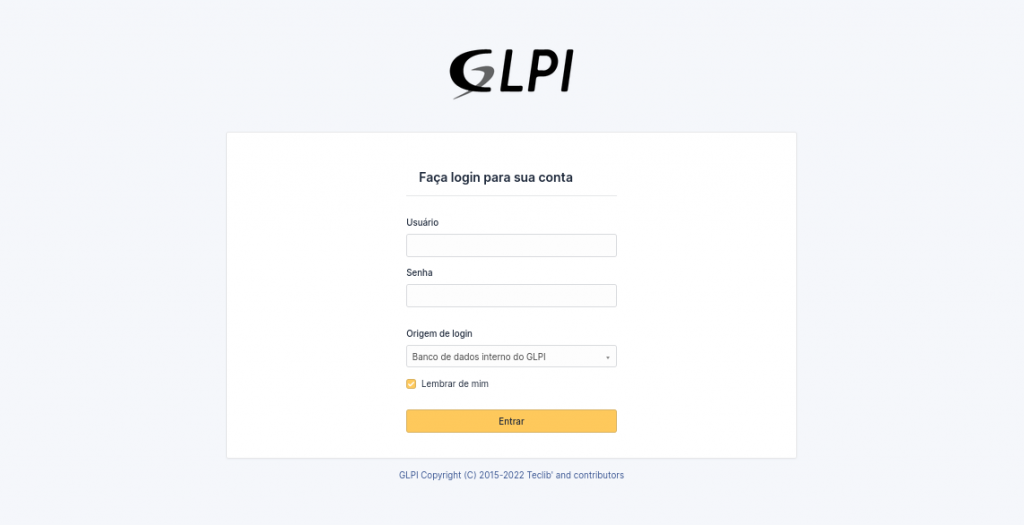 GLPI
Faça login para sua conta
Usuário
Senha
Origem de login
Banco de dados interno do GLPI
Lembrar de mim
Entrar
GLPI Copyright (C) 2015-2022 Teclib' and contributors